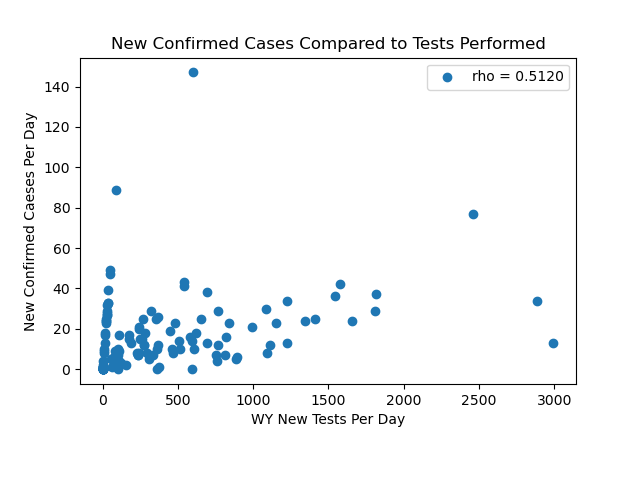 New Confirmed Cases Compared to Tests Performed
rho = 0.5120
New Confirmed Caeses Per Day
140
120
100
80
60
40
20
0
0 500 1000 1500 2000 2500 3000
WY New Tests Per Day